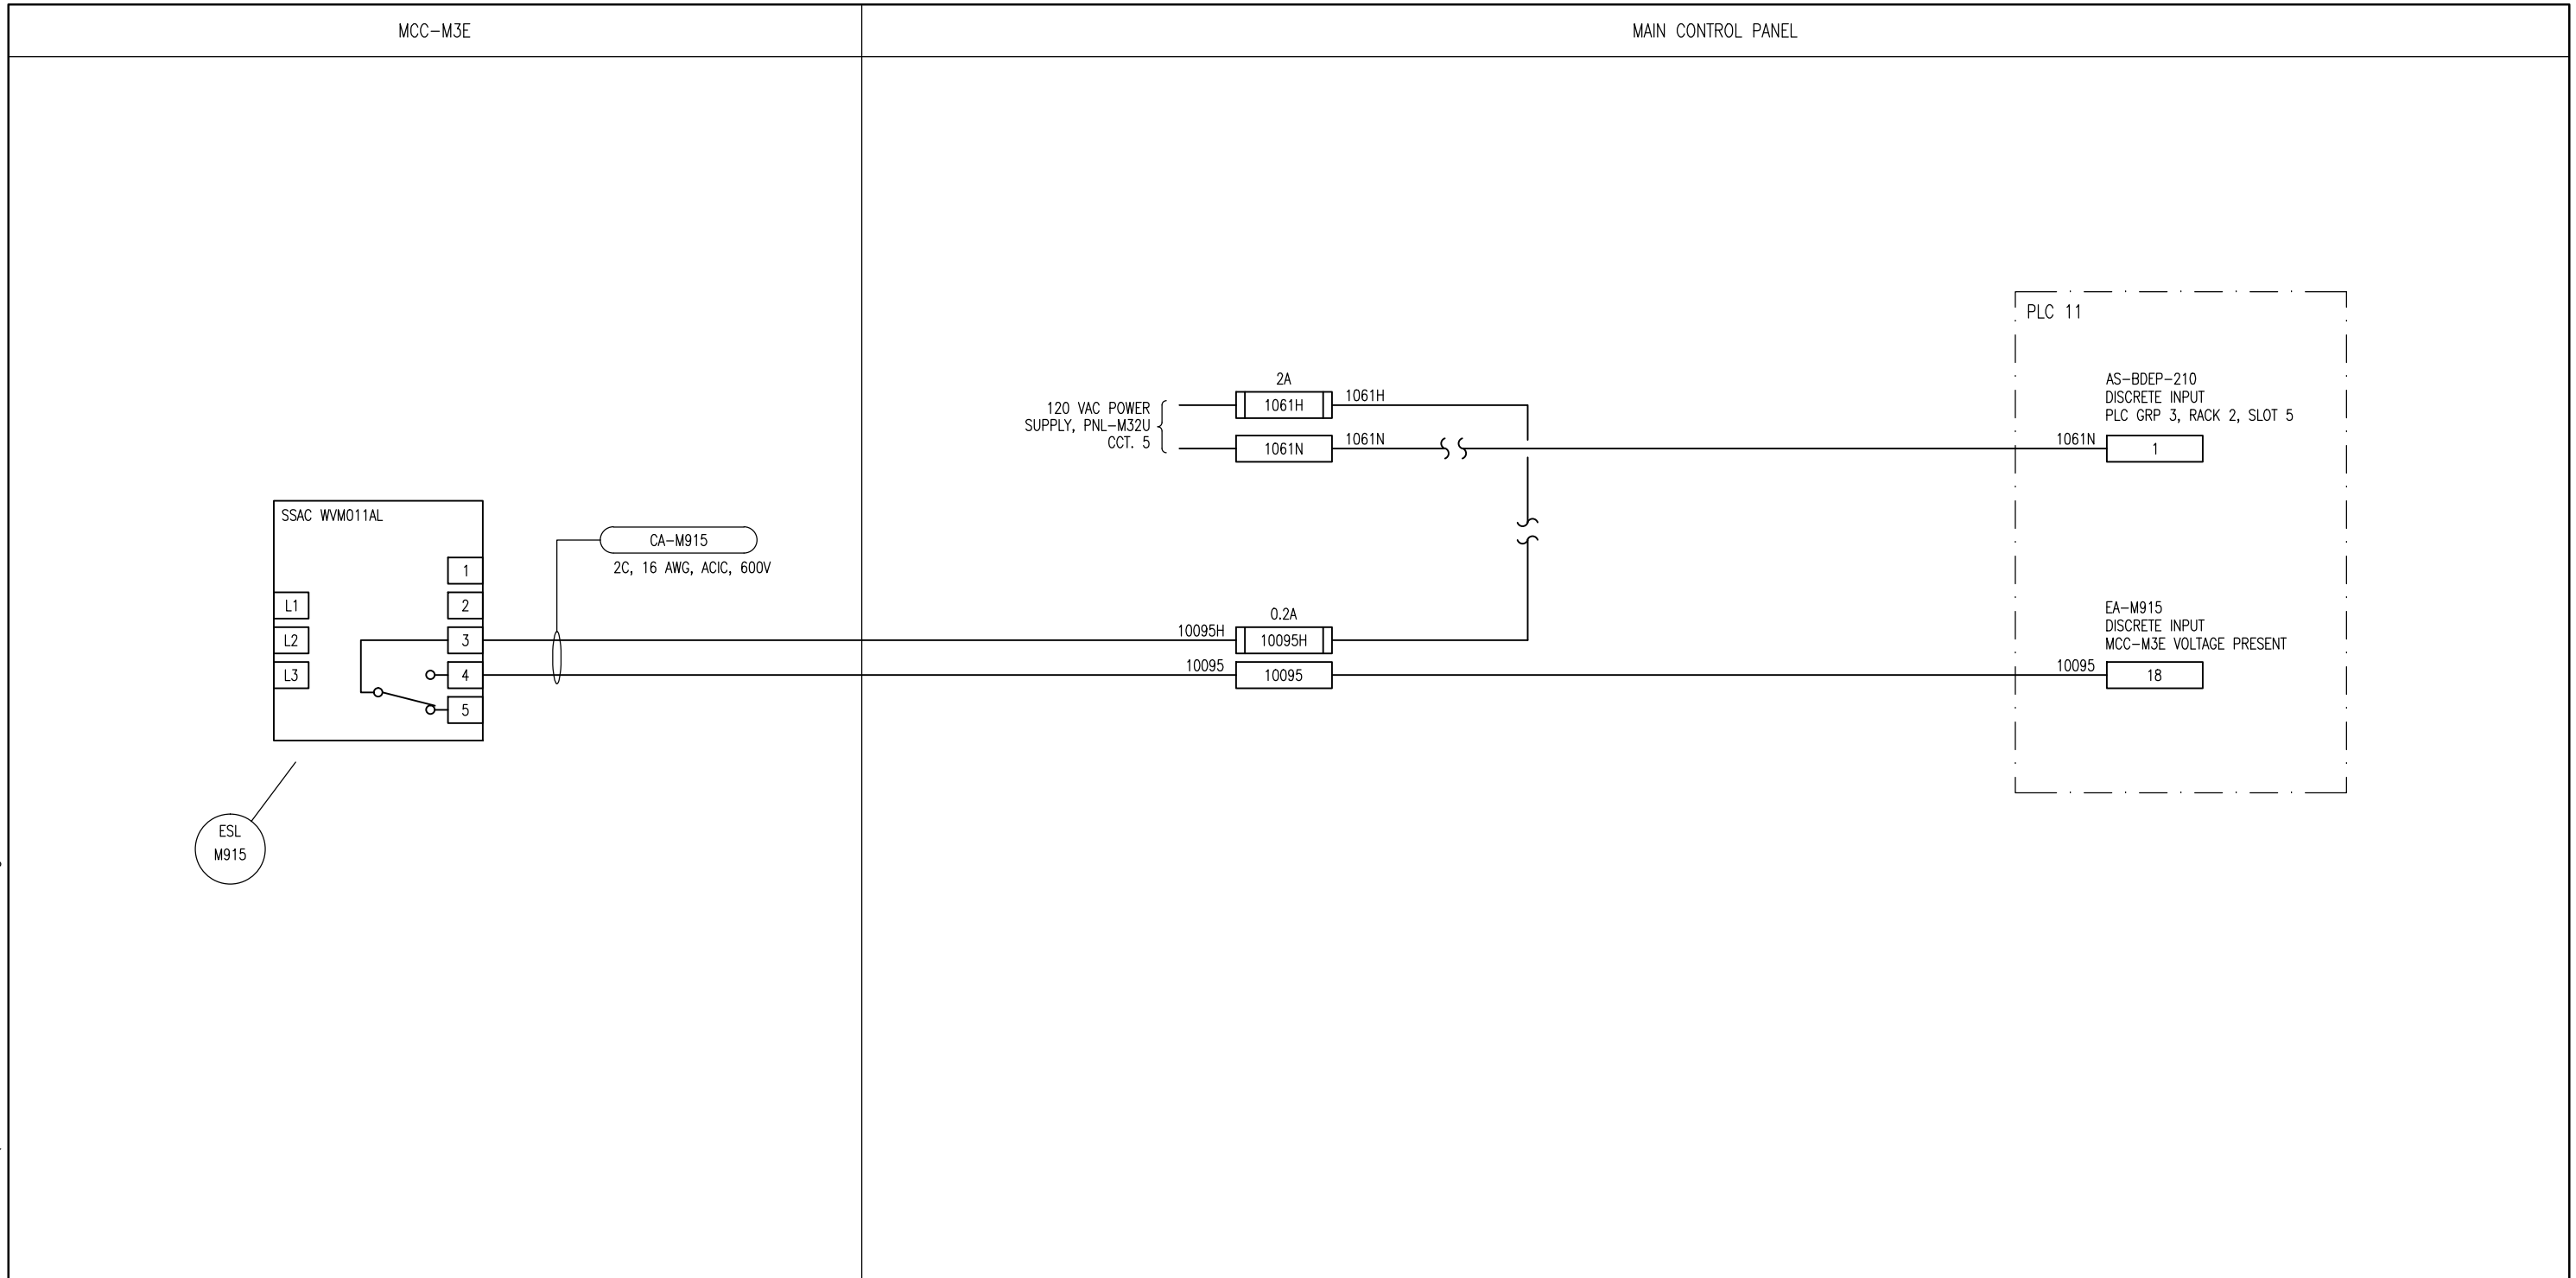 MCC-M3E
MAIN CONTROL PANEL
PLC 11
2A
1061H
1061H
120 VAC POWER
SUPPLY, PNL-M32U
CCT. 5
1061N
1061N
AS-BDEP-210
DISCRETE INPUT
PLC GRP 3, RACK 2, SLOT 5
1061N
1
SSAC WVM011AL
CA-M915
2C, 16 AWG, ACIC, 600V
1
L1
2
L2
3
L3
4
5
0.2A
10095H
10095H
10095
10095
EA-M915
DISCRETE INPUT
MCC-M3E VOLTAGE PRESENT
10095
18
ESL
M915